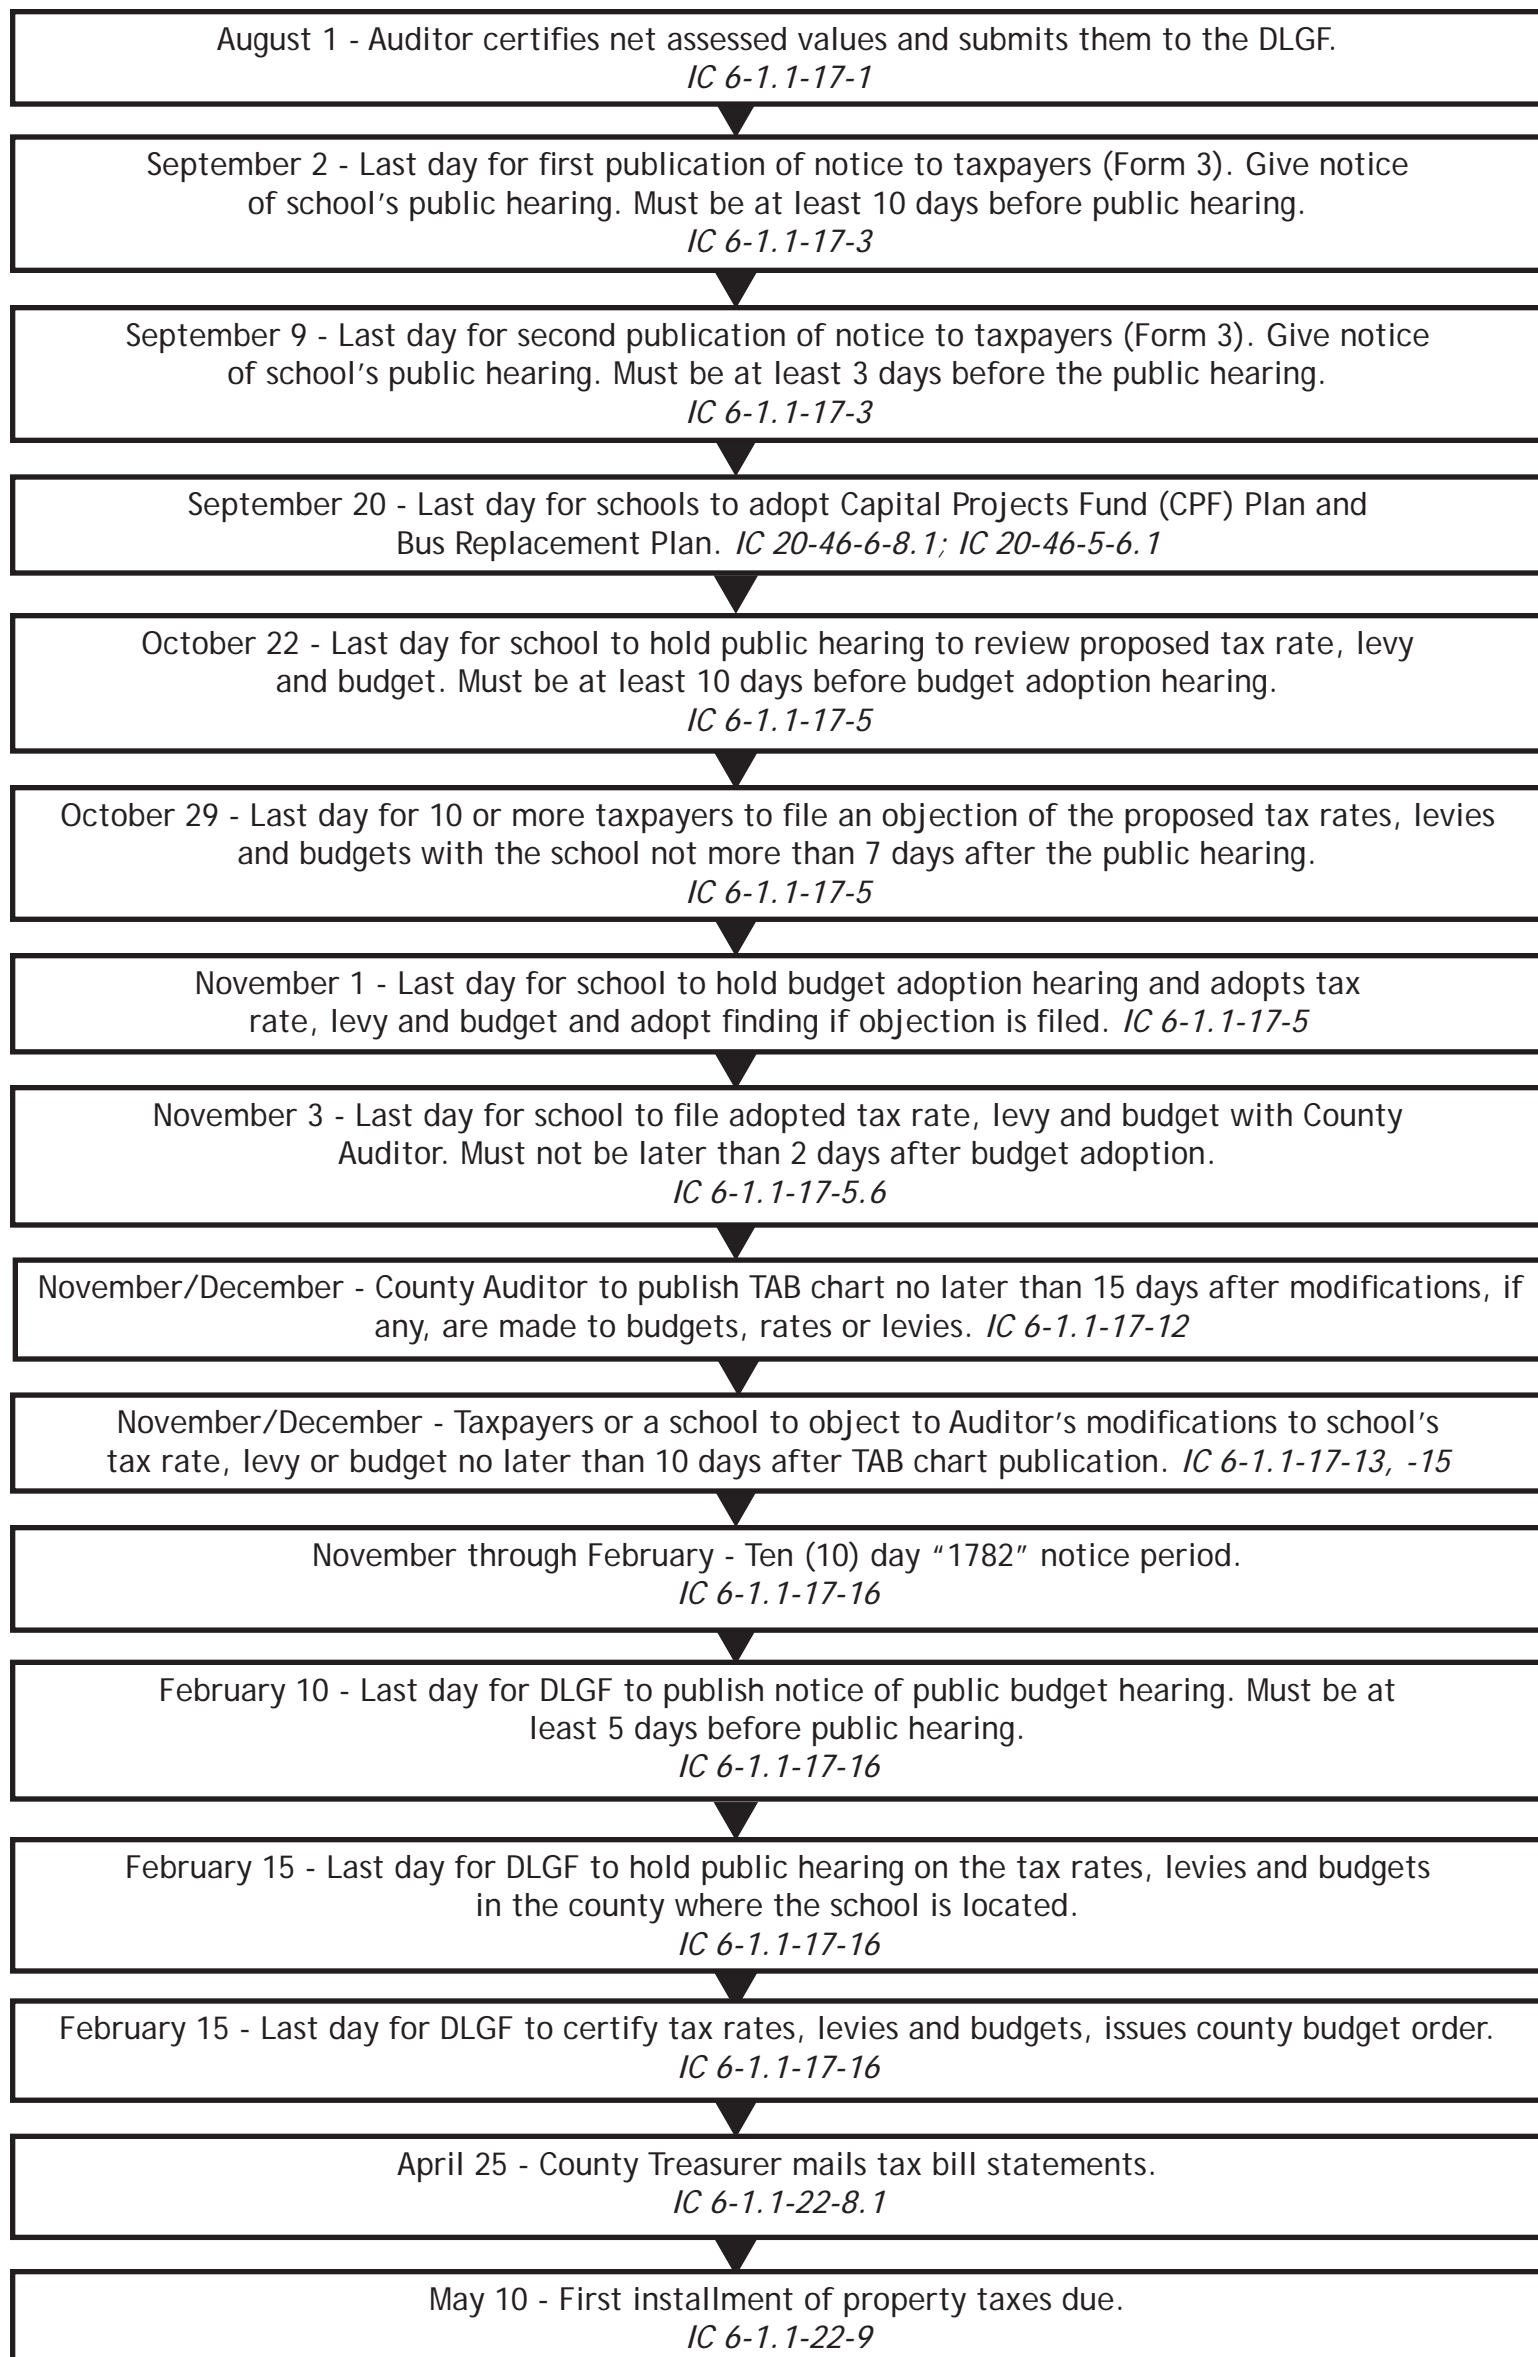 August 1 - Auditor certifies net assessed values and submits them to the DLGF.
IC 6-1.1-17-1
September 2 - Last day for first publication of notice to taxpayers (Form 3). Give notice
of school's public hearing. Must be at least 10 days before public hearing.
IC 6-1.1-17-3
September 9 - Last day for second publication of notice to taxpayers (Form 3). Give notice
of school's public hearing. Must be at least 3 days before the public hearing.
IC 6-1.1-17-3
September 20 - Last day for schools to adopt Capital Projects Fund (CPF) Plan and
Bus Replacement Plan. IC 20-46-6-8.1; IC 20-46-5-6.1
October 22 - Last day for school to hold public hearing to review proposed tax rate, levy
and budget. Must be at least 10 days before budget adoption hearing.
IC 6-1.1-17-5
October 29 - Last day for 10 or more taxpayers to file an objection of the proposed tax rates, levies
and budgets with the school not more than 7 days after the public hearing.
IC 6-1.1-17-5
November 1 - Last day for school to hold budget adoption hearing and adopts tax
rate, levy and budget and adopt finding if objection is filed. IC 6-1.1-17-5
November 3 - Last day for school to file adopted tax rate, levy and budget with County
Auditor. Must not be later than 2 days after budget adoption.
IC 6-1.1-17-5.6
November/December - County Auditor to publish TAB chart no later than 15 days after modifications, if
any, are made to budgets, rates or levies. IC 6-1.1-17-12
November/December - Taxpayers or a school to object to Auditor's modifications to school's
tax rate, levy or budget no later than 10 days after TAB chart publication. IC 6-1.1-17-13, -15
November through February - Ten (10) day “1782” notice period.
IC 6-1.1-17-16
February 10 - Last day for DLGF to publish notice of public budget hearing. Must be at
least 5 days before public hearing.
IC 6-1.1-17-16
February 15 - Last day for DLGF to hold public hearing on the tax rates, levies and budgets
in the county where the school is located.
IC 6-1.1-17-16
February 15 - Last day for DLGF to certify tax rates, levies and budgets, issues county budget order.
IC 6-1.1-17-16
April 25 - County Treasurer mails tax bill statements.
IC 6-1.1-22-8.1
May 10 - First installment of property taxes due.
IC 6-1.1-22-9